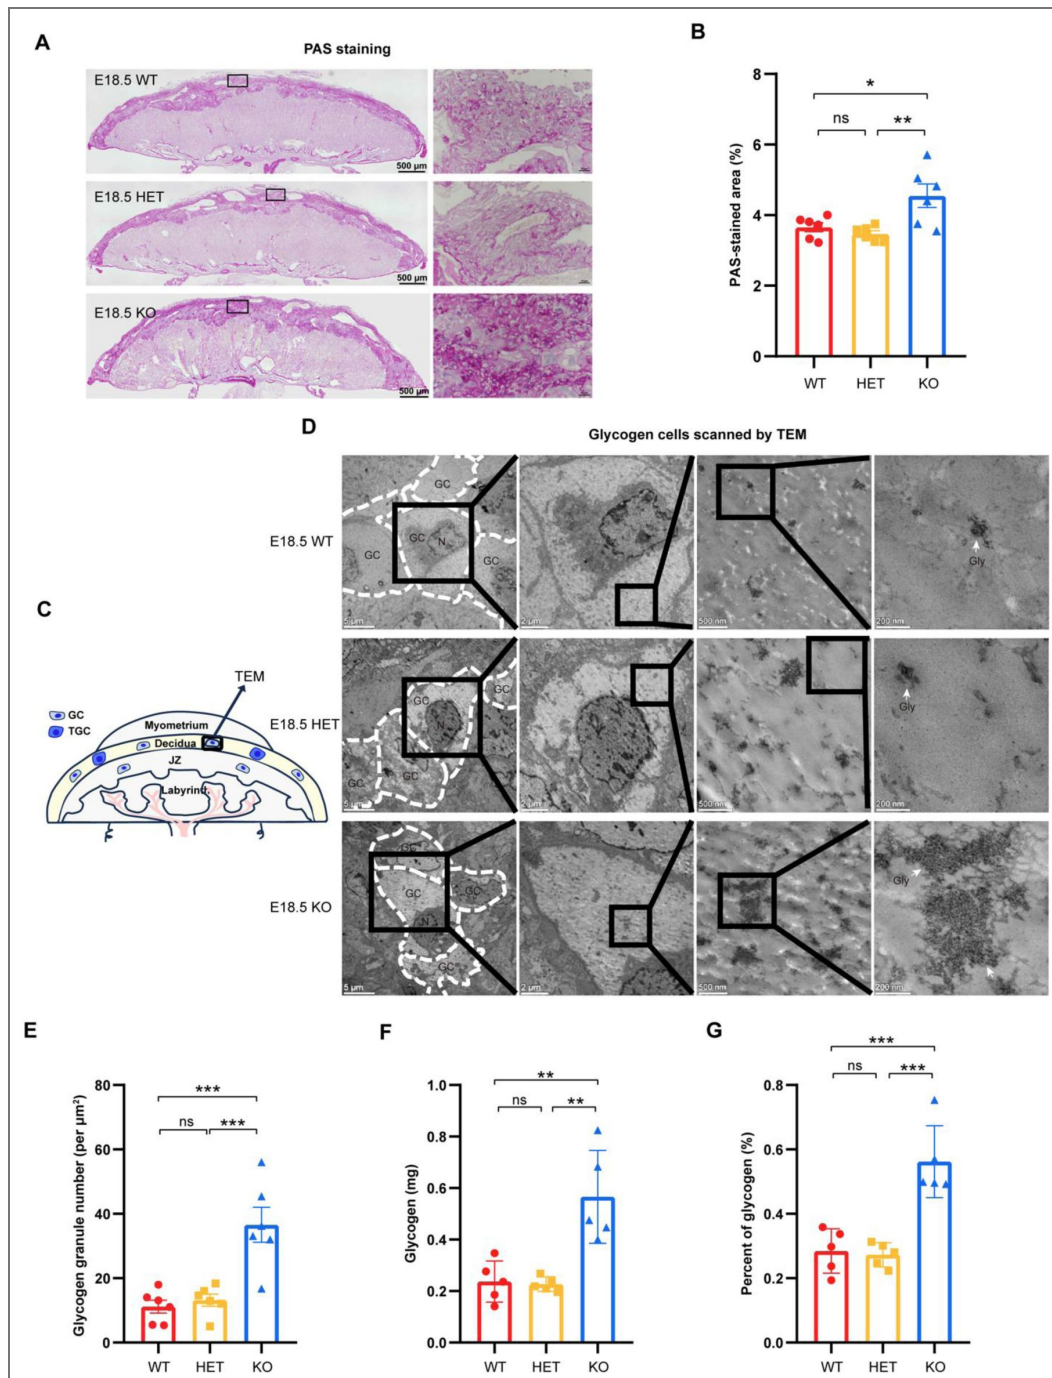 A
PAS staining
E18.5 WT
500 µm
E18.5 HET
500 µm
E18.5 KO
500 µm
B
PAS-stained area (%)
8
6
4
2
0
*
ns
**
WT HET KO
C
TEM
GC
TGC
Myometrium
Decidua
JZ
Labyrin
D
Glycogen cells scanned by TEM
E18.5 WT
GC
GC
GC
N
GC
5 µm
2 µm
500 nm
Gly
200 nm
E18.5 HET
GC
GC
N
GC
GC
5 µm
2 µm
500 nm
Gly
200 nm
E18.5 KO
GC
GC
GC
N
GC
5 µm
2 µm
500 nm
Gly
200 nm
E
Glycogen granule number (per µm²)
80
60
40
20
0
***
ns
***
WT HET KO
F
Glycogen (mg)
1.0
0.8
0.6
0.4
0.2
0.0
**
ns
**
WT HET KO
G
Percent of glycogen (%)
0.8
0.6
0.4
0.2
0.0
***
ns
***
WT HET KO